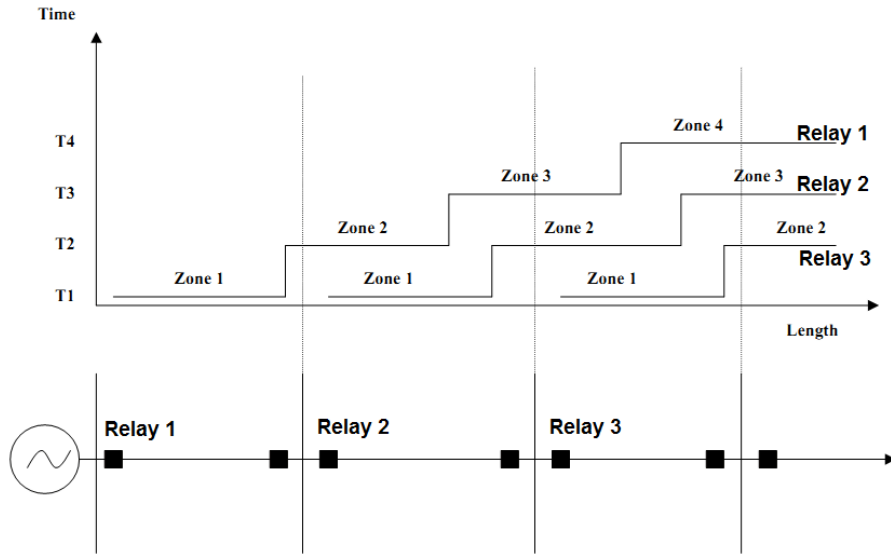 Time
T4
Zone 4
Relay 1
T3
Zone 3
Zone 3
Relay 2
T2
Zone 2
Zone 2
Zone 2
Relay 3
T1
Zone 1
Zone 1
Zone 1
Length
Relay 1
Relay 2
Relay 3